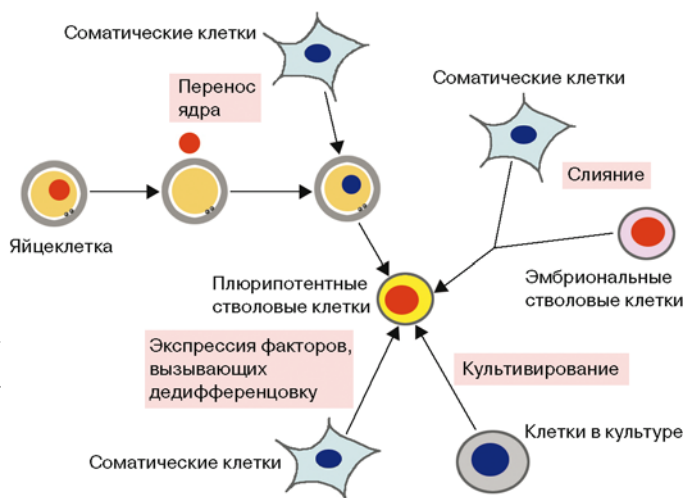 Соматические клетки
Перенос
ядра
Соматические клетки
Слияние
Яйцеклетка
Плюрипотентные
стволовые клетки
Эмбриональные
стволовые клетки
Экспрессия факторов,
вызывающих
дедифференцовку
Культивирование
Соматические клетки
Клетки в культуре